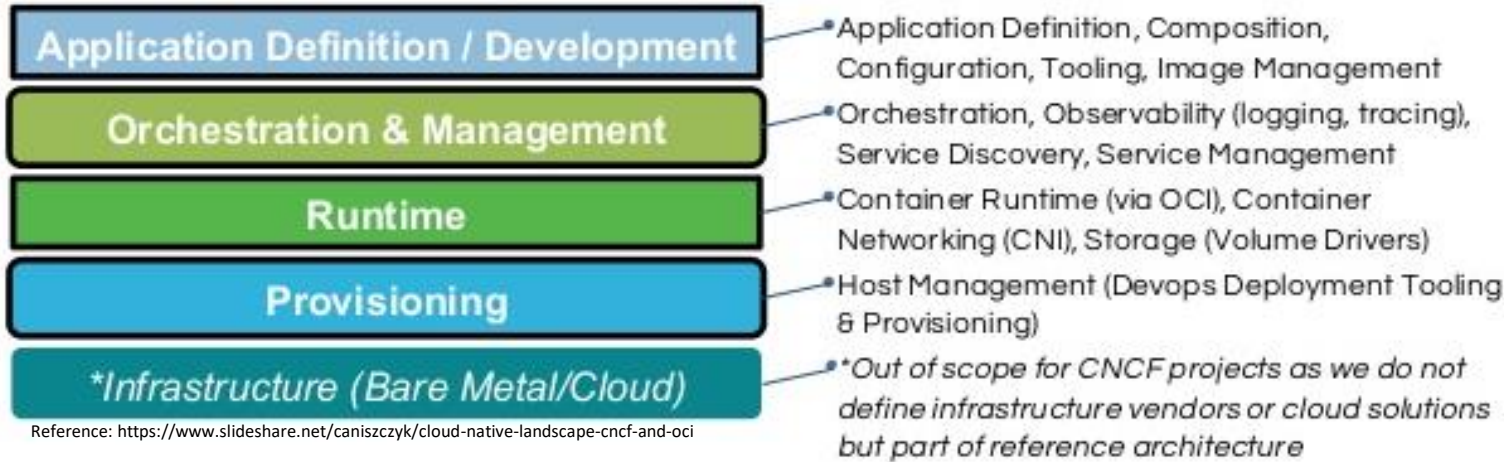 Application Definition / Development
Application Definition, Composition,
Configuration, Tooling, Image Management
Orchestration & Management
Orchestration, Observability (logging, tracing),
Service Discovery, Service Management
Runtime
Container Runtime (via OCI), Container
Networking (CNI), Storage (Volume Drivers)
Provisioning
Host Management (Devops Deployment Tooling
& Provisioning)
*Infrastructure (Bare Metal/Cloud)
*Out of scope for CNCF projects as we do not
define infrastructure vendors or cloud solutions
but part of reference architecture
Reference: https://www.slideshare.net/caniszczyk/cloud-native-landscape-cncf-and-oci